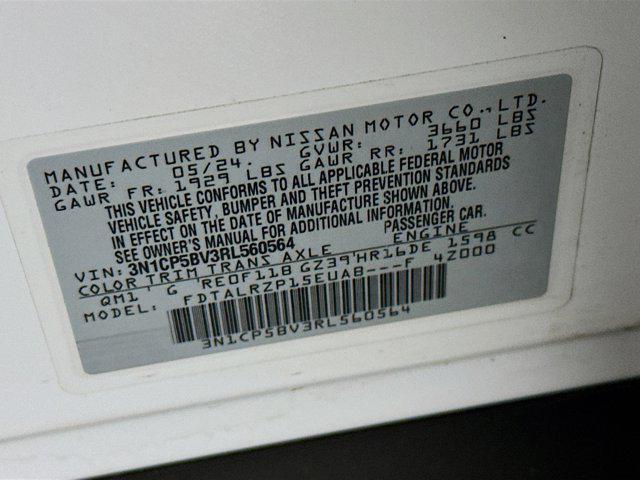 MANUFACTURED BY NISSAN MOTOR CO., LTD.
DATE: 05/24 GVWR: 3660 LBS
GAWR FR: 1929 LBS GAWR RR: 1731 LBS
THIS VEHICLE CONFORMS TO ALL APPLICABLE FEDERAL MOTOR
VEHICLE SAFETY, BUMPER AND THEFT PREVENTION STANDARDS
IN EFFECT ON THE DATE OF MANUFACTURE SHOWN ABOVE.
SEE OWNER'S MANUAL FOR ADDITIONAL INFORMATION.
VIN: 3N1CP5BV3RL560564 PASSENGER CAR.
COLOR TRIM TRANS AXLE ENGINE
QM1 G RE0F11B GZ39 HR16DE 1598 CC
MODEL: FDTALRZP15EUAB---F 4Z000
3N1CP5BV3RL560564